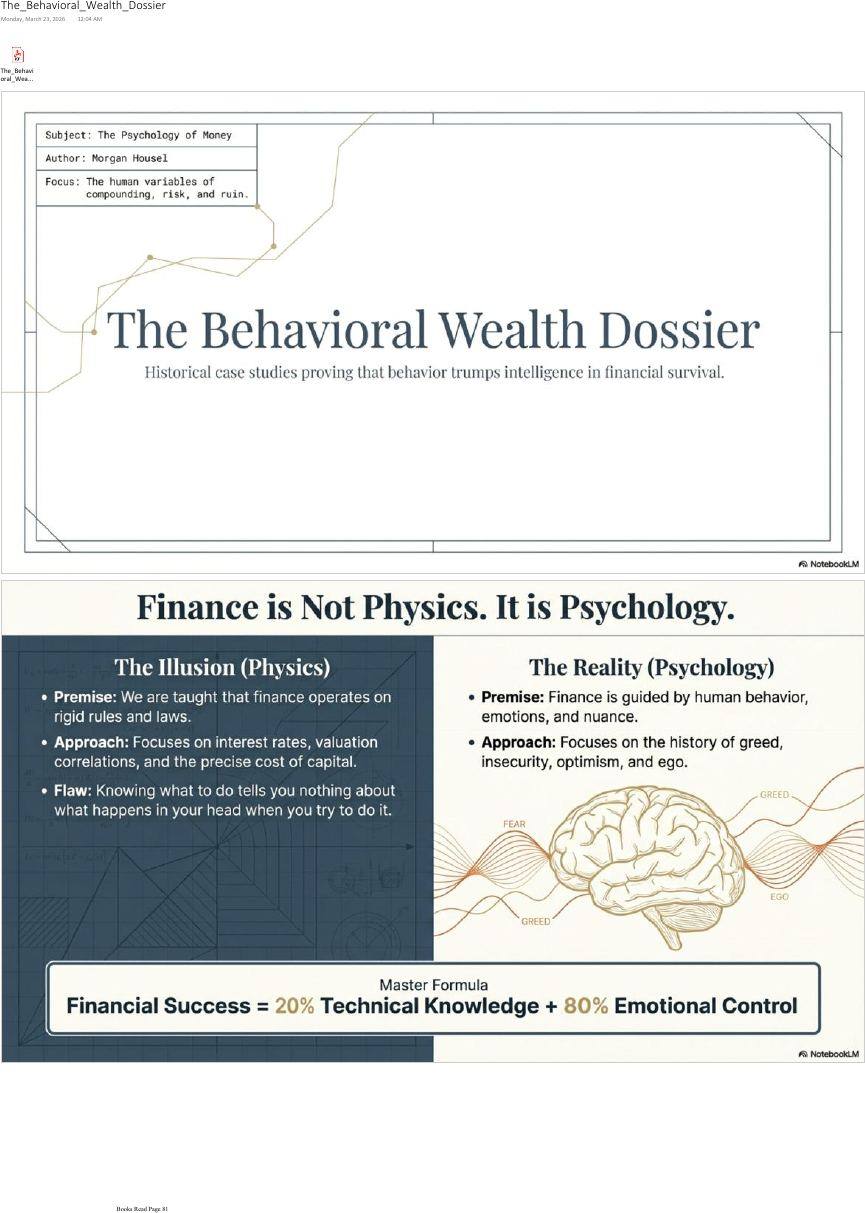 The_Behavioral_Wealth_Dossier
Monday, March 23, 2026 12:04 AM
The_Behavi
oral_Wea...
Subject: The Psychology of Money
Author: Morgan Housel
Focus: The human variables of
compounding, risk, and ruin.
The Behavioral Wealth Dossier
Historical case studies proving that behavior trumps intelligence in financial survival.
NotebookLM
Finance is Not Physics. It is Psychology.
The Illusion (Physics)
• Premise: We are taught that finance operates on
rigid rules and laws.
• Approach: Focuses on interest rates, valuation
correlations, and the precise cost of capital.
• Flaw: Knowing what to do tells you nothing about
what happens in your head when you try to do it.
The Reality (Psychology)
• Premise: Finance is guided by human behavior,
emotions, and nuance.
• Approach: Focuses on the history of greed,
insecurity, optimism, and ego.
GREED
FEAR
EGO
GREED
Master Formula
Financial Success = 20% Technical Knowledge + 80% Emotional Control
NotebookLM
Books Read Page 81